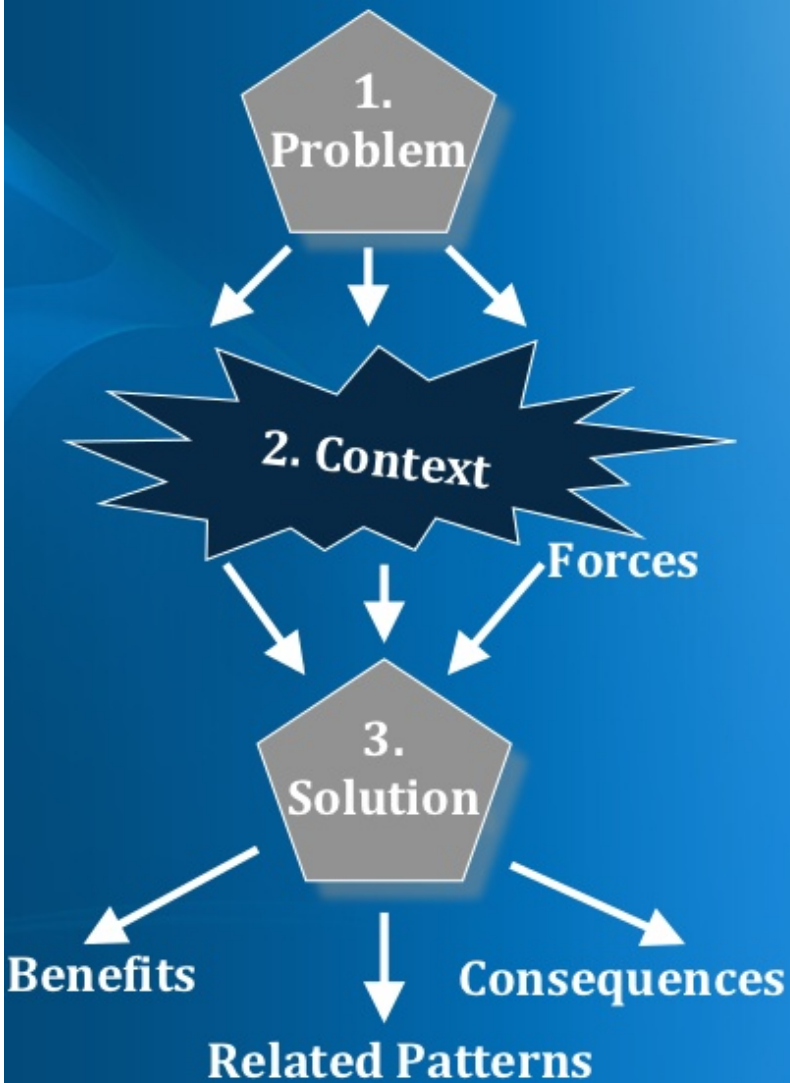 1.
Problem
2. Context
Forces
3.
Solution
Benefits
Consequences
Related Patterns